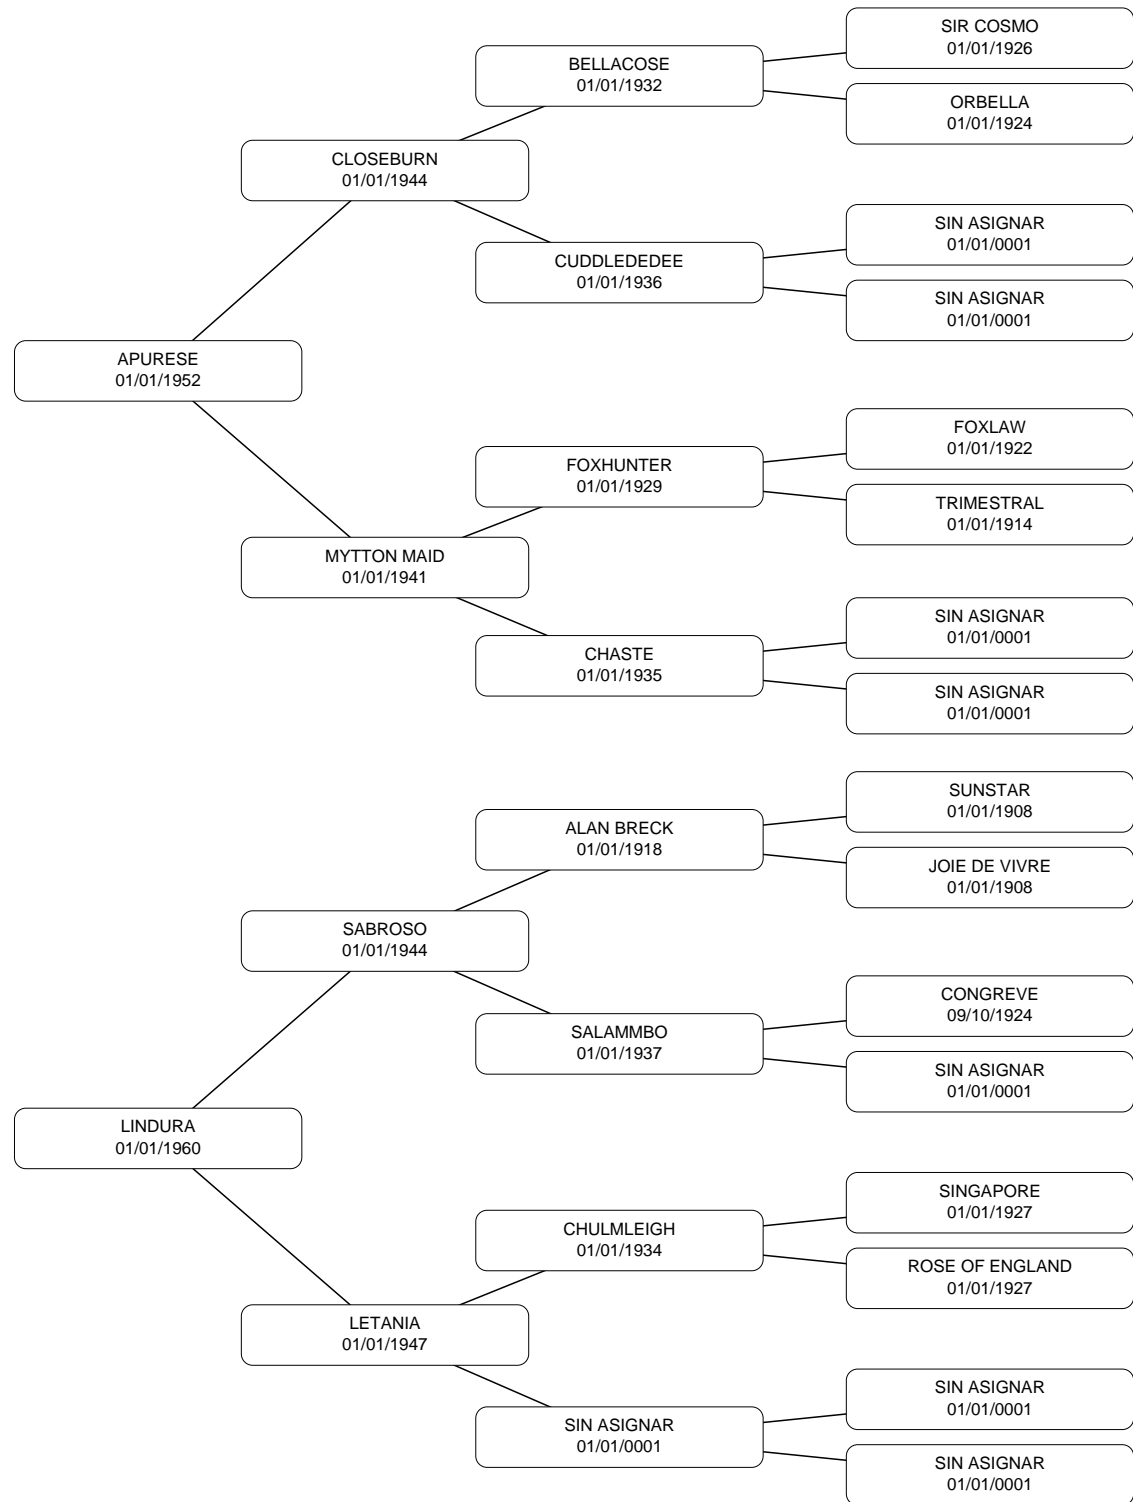 SIR COSMO
01/01/1926
BELLACOSE
01/01/1932
ORBELLA
01/01/1924
CLOSEBURN
01/01/1944
SIN ASIGNAR
01/01/0001
CUDDLEDEDEE
01/01/1936
SIN ASIGNAR
01/01/0001
APURESE
01/01/1952
FOXLAW
01/01/1922
FOXHUNTER
01/01/1929
TRIMESTRAL
01/01/1914
MYTTON MAID
01/01/1941
SIN ASIGNAR
01/01/0001
CHASTE
01/01/1935
SIN ASIGNAR
01/01/0001
SUNSTAR
01/01/1908
ALAN BRECK
01/01/1918
JOIE DE VIVRE
01/01/1908
SABROSO
01/01/1944
CONGREVE
09/10/1924
SALAMMBO
01/01/1937
SIN ASIGNAR
01/01/0001
LINDURA
01/01/1960
SINGAPORE
01/01/1927
CHULMLEIGH
01/01/1934
ROSE OF ENGLAND
01/01/1927
LETANIA
01/01/1947
SIN ASIGNAR
01/01/0001
SIN ASIGNAR
01/01/0001
SIN ASIGNAR
01/01/0001